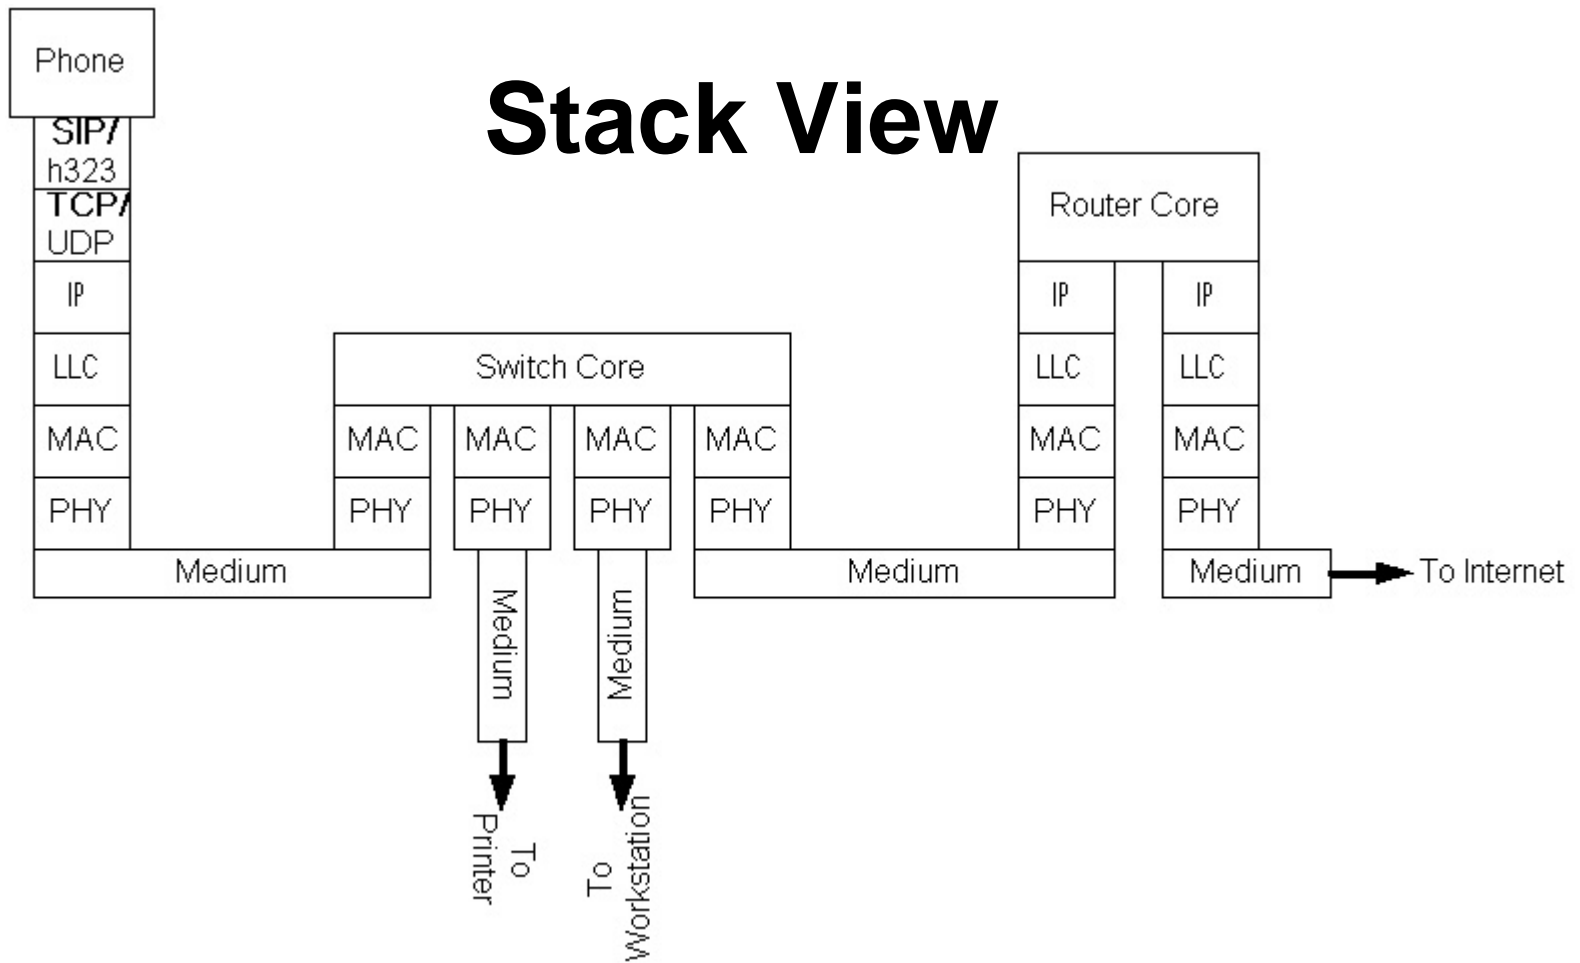 Phone
Stack View
SIP/
h323
TCP/
UDP
IP
LLC
MAC
PHY
Medium
Switch Core
MAC
PHY
MAC
PHY
MAC
PHY
MAC
PHY
Medium
To
Printer
Medium
To
Workstation
Medium
Router Core
IP
LLC
MAC
PHY
IP
LLC
MAC
PHY
Medium
To Internet